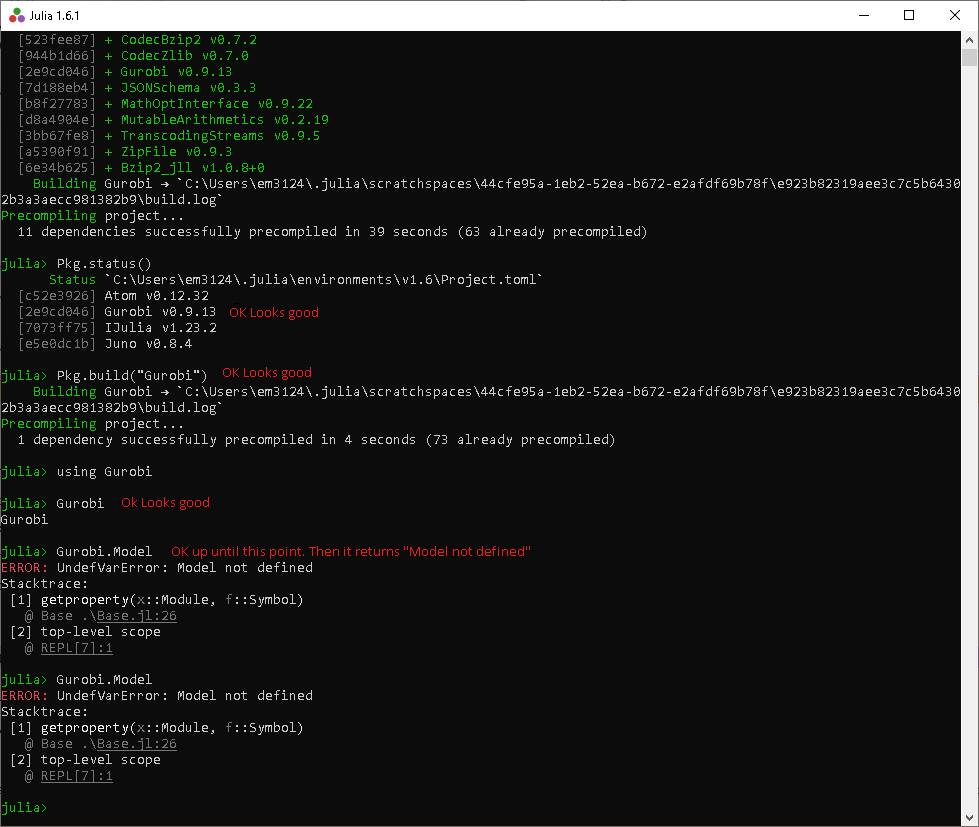 Julia 1.6.1
[523fee87] + CodecBzip2 v0.7.2
[944b1d66] + CodecZlib v0.7.0
[2e9cd046] + Gurobi v0.9.13
[7d188eb4] + JSONSchema v0.3.3
[b8f27783] + MathOptInterface v0.9.22
[d8a4904e] + MutableArithmetics v0.2.19
[3bb67fe8] + TranscodingStreams v0.9.5
[a5390f91] + ZipFile v0.9.3
[6e34b625] + Bzip2_jll v1.0.8+0
Building Gurobi → `C:\Users\em3124\.julia\scratchspaces\44cfe95a-1eb2-52ea-b672-e2afdf69b78f\e923b82319aee3c7c5b6430
2b3a3aecc981382b9\build.log`
Precompiling project...
11 dependencies successfully precompiled in 39 seconds (63 already precompiled)
julia> Pkg.status()
Status `C:\Users\em3124\.julia\environments\v1.6\Project.toml`
[c52e3926] Atom v0.12.32
[2e9cd046] Gurobi v0.9.13 OK Looks good
[7073ff75] IJulia v1.23.2
[e5e0dc1b] Juno v0.8.4
julia> Pkg.build("Gurobi") OK Looks good
Building Gurobi → `C:\Users\em3124\.julia\scratchspaces\44cfe95a-1eb2-52ea-b672-e2afdf69b78f\e923b82319aee3c7c5b6430
2b3a3aecc981382b9\build.log`
Precompiling project...
1 dependency successfully precompiled in 4 seconds (73 already precompiled)
julia> using Gurobi
julia> Gurobi Ok Looks good
Gurobi
julia> Gurobi.Model OK up until this point. Then it returns "Model not defined"
ERROR: UndefVarError: Model not defined
Stacktrace:
[1] getproperty(x::Module, f::Symbol)
@ Base .\Base.jl:26
[2] top-level scope
@ REPL[7]:1
julia> Gurobi.Model
ERROR: UndefVarError: Model not defined
Stacktrace:
[1] getproperty(x::Module, f::Symbol)
@ Base .\Base.jl:26
[2] top-level scope
@ REPL[7]:1
julia>